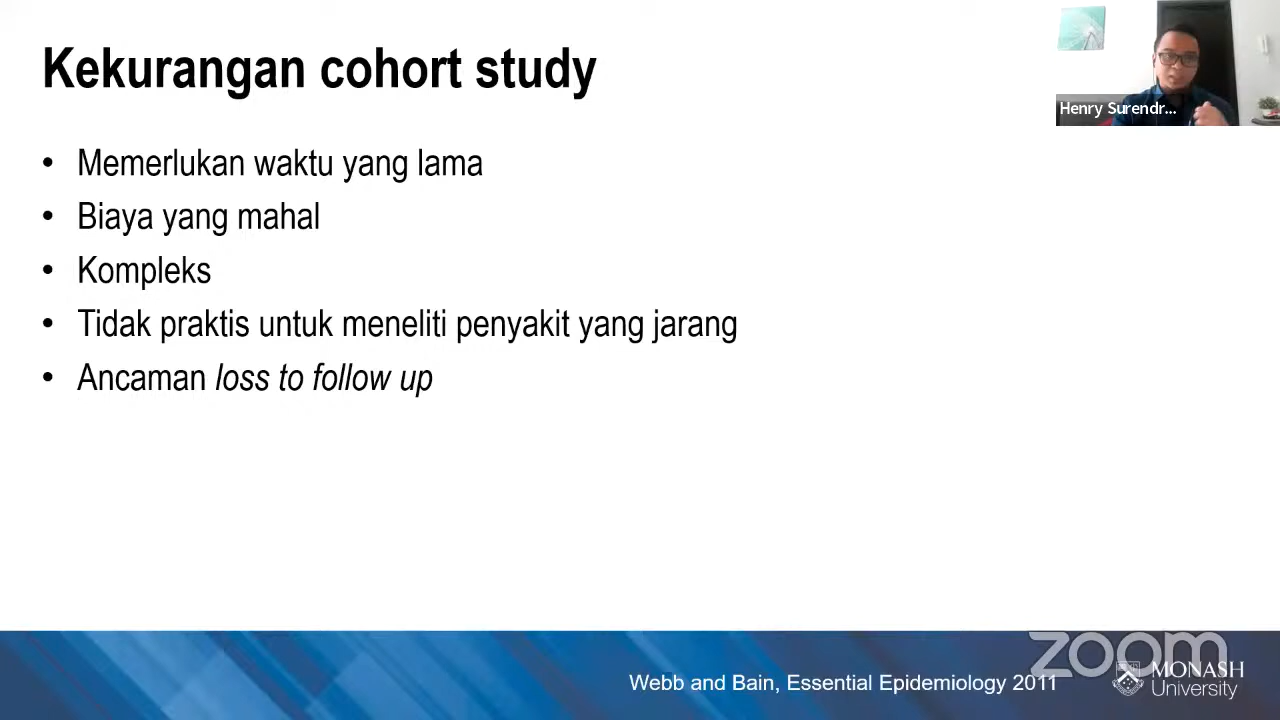 Kekurangan cohort study
Henry Surendr...
• Memerlukan waktu yang lama
• Biaya yang mahal
• Kompleks
• Tidak praktis untuk meneliti penyakit yang jarang
• Ancaman loss to follow up
zoom
Webb and Bain, Essential Epidemiology 2011
MONASH
University